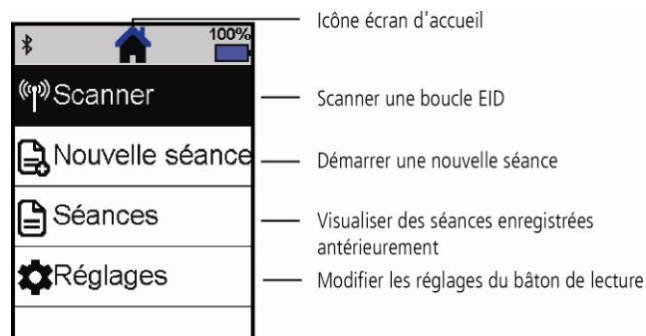 Icône écran d'accueil
100%
Scanner
Scanner une boucle EID
Nouvelle séance
Démarrer une nouvelle séance
Séances
Visualiser des séances enregistrées
antérieurement
Réglages
Modifier les réglages du bâton de lecture